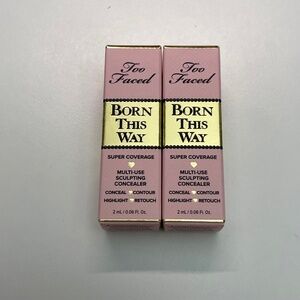 Too
Faced
BORN
THIS
WAY
SUPER COVERAGE
MULTI-USE
SCULPTING
CONCEALER
CONCEAL CONTOUR
HIGHLIGHT RETOUCH
2 mL / 0.06 Fl. Oz.
Too
Faced
BORN
THIS
WAY
SUPER COVERAGE
MULTI-USE
SCULPTING
CONCEALER
CONCEAL CONTOUR
HIGHLIGHT RETOUCH
2 mL / 0.06 Fl. Oz.